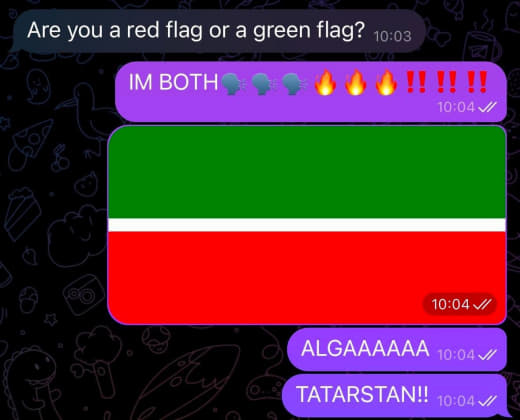 Are you a red flag or a green flag? 10:03
IM BOTH🗣️🗣️🗣️🔥🔥🔥‼️‼️‼️
10:04
10:04
ALGAAAAAA 10:04
TATARSTAN!! 10:04